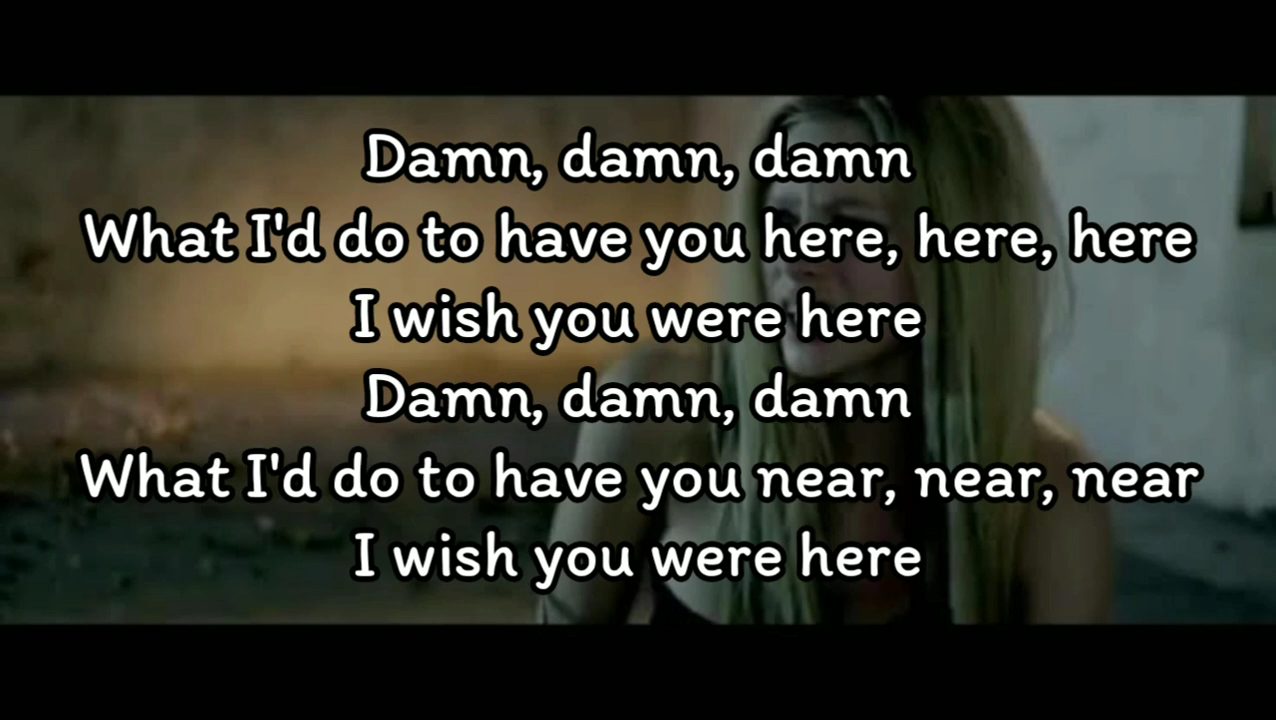 Damn, damn, damn
What I'd do to have you here, here, here
I wish you were here
Damn, damn, damn
What I'd do to have you near, near, near
I wish you were here